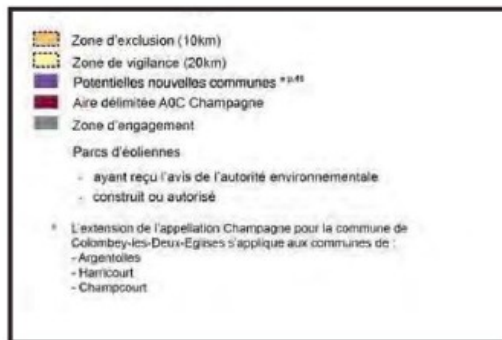 Zone d'exclusion (10km)
Zone de vigilance (20km)
Potentielles nouvelles communes * p.46
Aire délimitée AOC Champagne
Zone d'engagement
Parcs d'éoliennes
- ayant reçu l'avis de l'autorité environnementale
- construit ou autorisé
* L'extension de l'appellation Champagne pour la commune de
Colombey-les-Deux-Eglises s'applique aux communes de :
- Argentolles
- Harricourt
- Champcourt